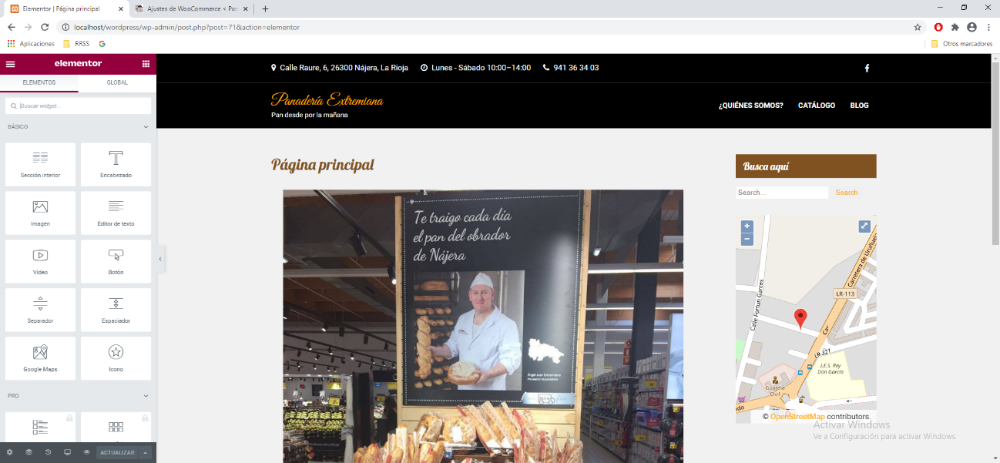 Elementor | Página principal
Ajustes de WooCommerce < Pan
localhost/wordpress/wp-admin/post.php?post=71&action=elementor
Aplicaciones
RRSS
Otros marcadores
elementor
ELEMENTOS
GLOBAL
Buscar widget...
BÁSICO
Sección interior
Encabezado
Imagen
Editor de texto
Vídeo
Botón
Separador
Espaciador
Google Maps
Icono
PRO
ACTUALIZAR
Calle Raure, 6, 26300 Nájera, La Rioja
Lunes - Sábado 10:00–14:00
941 36 34 03
Panadería Extremiana
Pan desde por la mañana
¿QUIÉNES SOMOS?
CATÁLOGO
BLOG
Página principal
Te traigo cada día
el pan del obrador
de Nájera
Ángel Juan Extremiana
Busca aquí
Search...
Search
+
−
Calle Fortun Garces
Carretera de Uruñuela
LR-113
LR-321
I.E.S. Rey
Don García
Guardia
Civil
© OpenStreetMap contributors.
Activar Windows
Ve a Configuración para activar Windows.